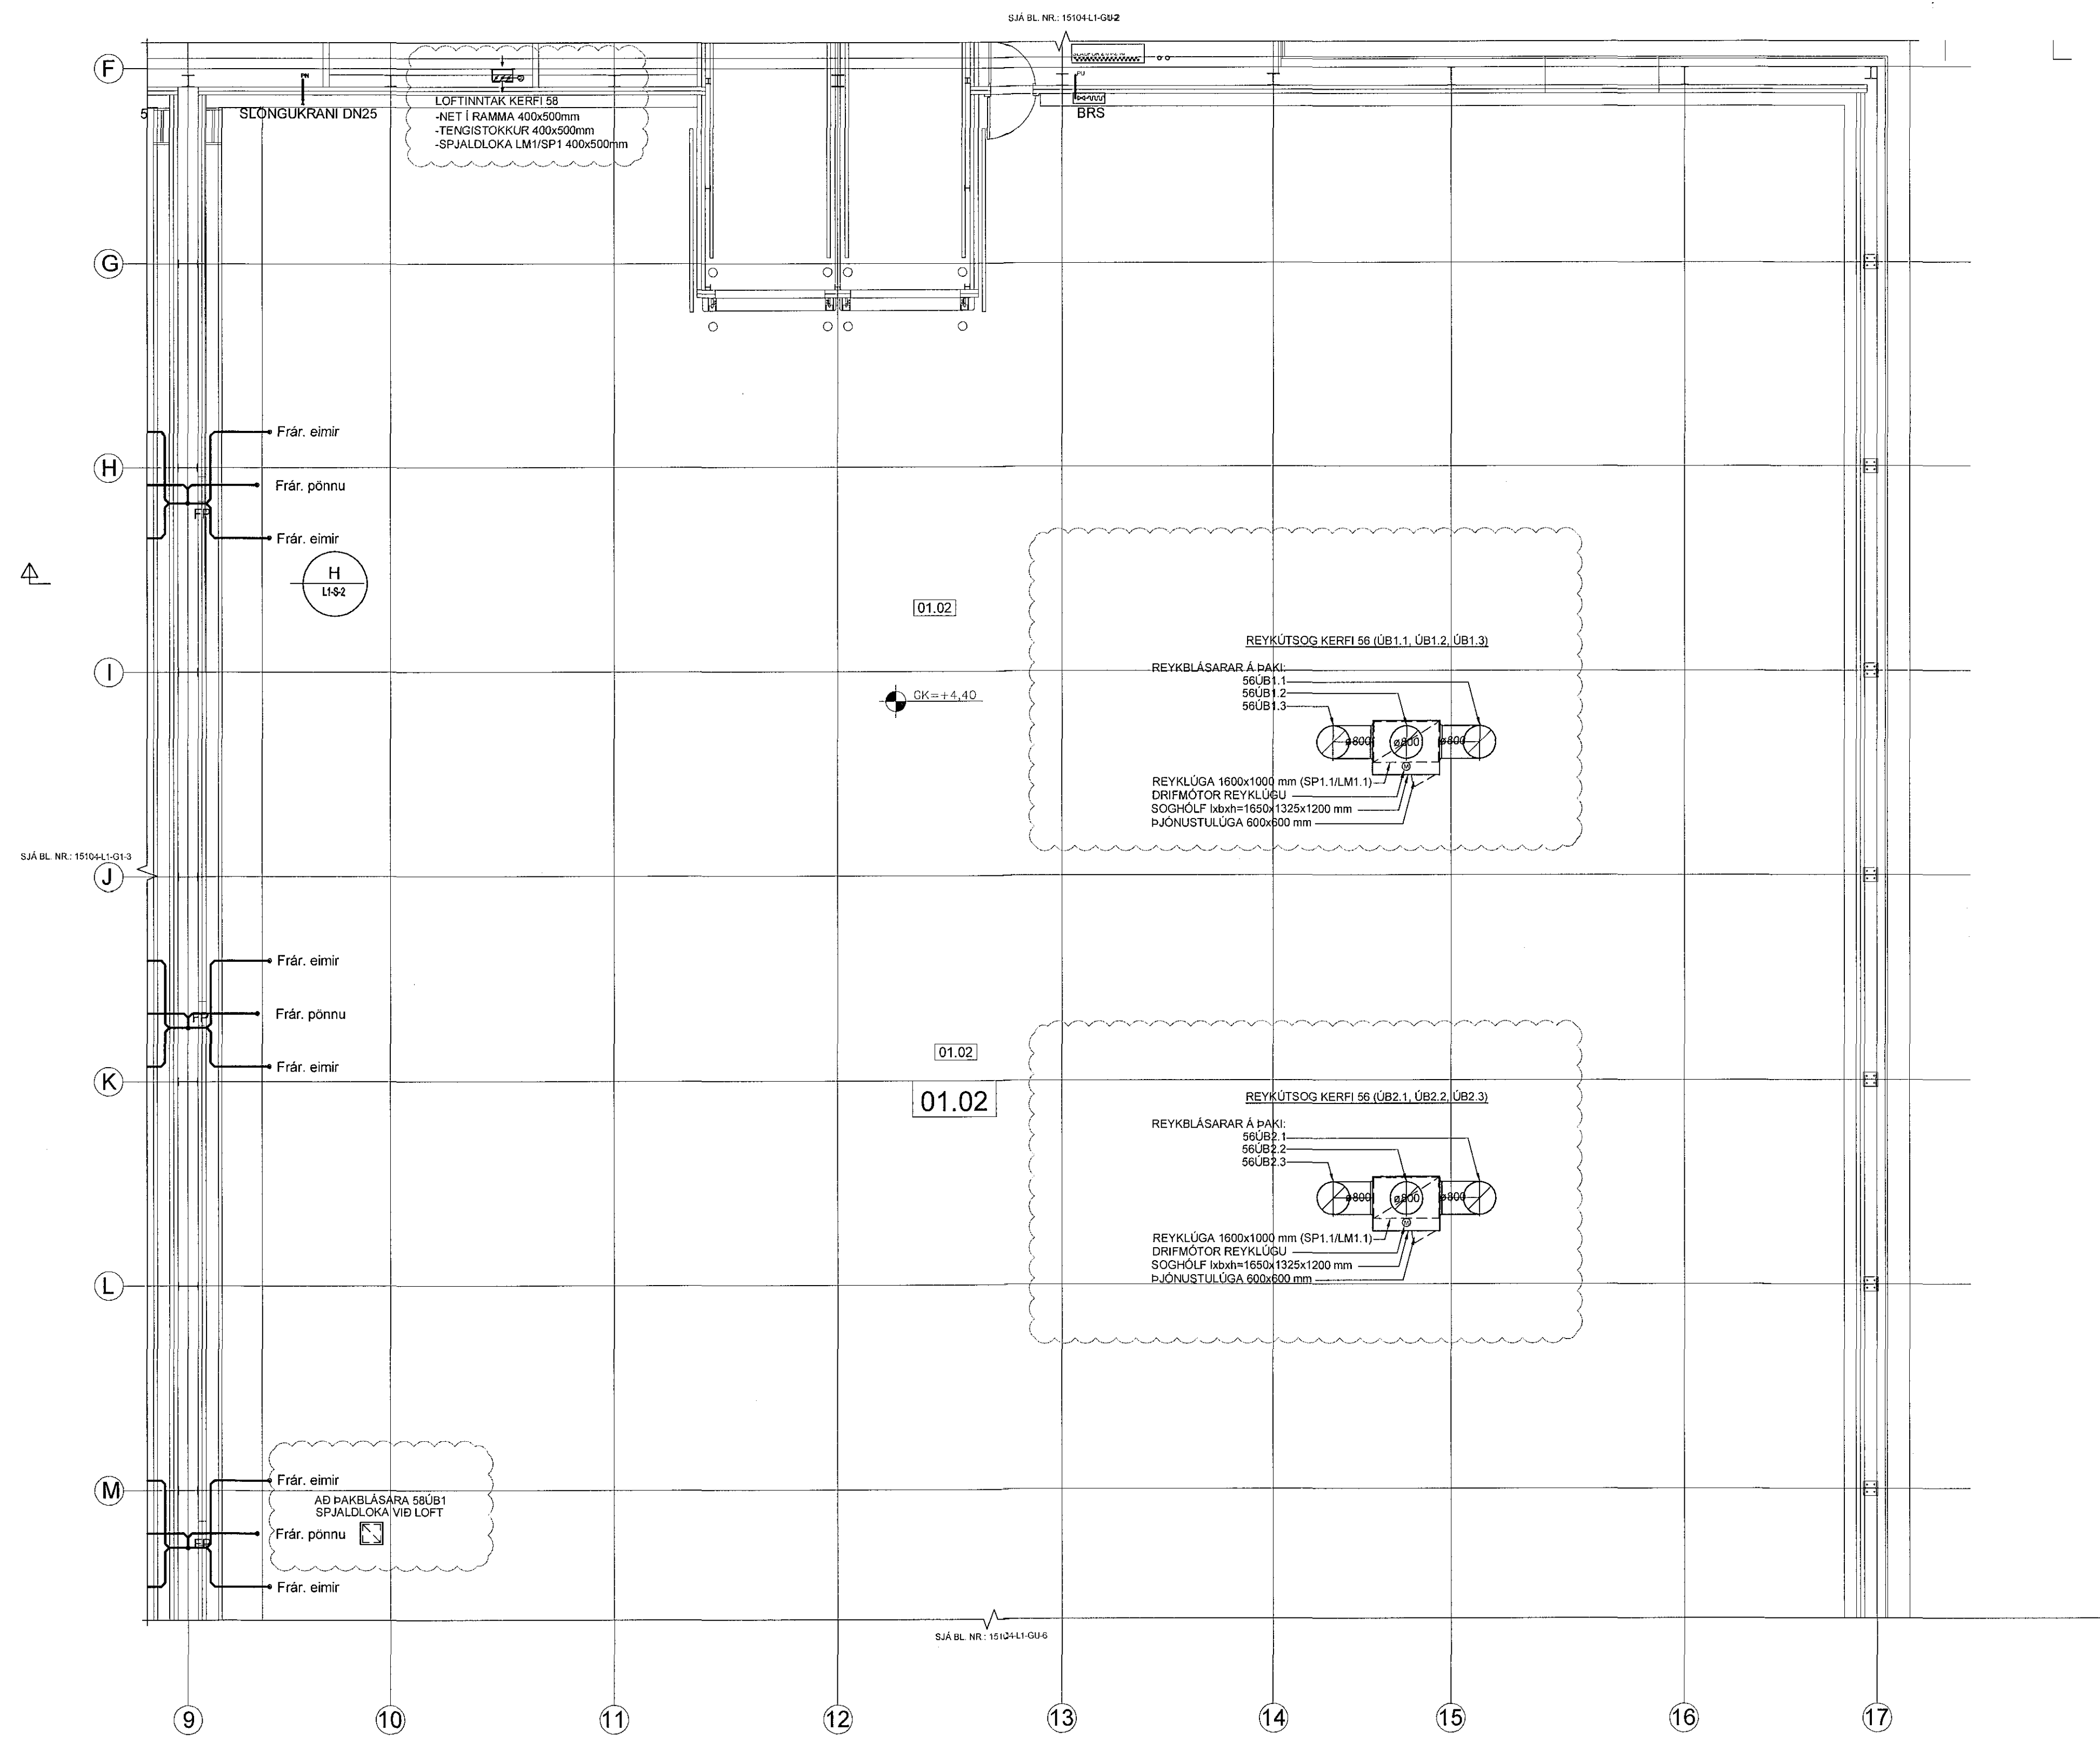 SJÁ BL. NR.: 15104-L1-GU-2
F
PN
SLÖNGUKRANI DN25
5
LOFTINNTAK KERFI 58
-NET Í RAMMA 400x500mm
-TENGISTOKKUR 400x500mm
-SPJALDLOKA LM1/SP1 400x500mm
PU
BRS
G
Frár. eimir
H
Frár. pönnu
FP
Frár. eimir
H
L1-S-2
01.02
REYKÚTSOG KERFI 56 (ÚB1.1, ÚB1.2, ÚB1.3)
I
REYKBLÁSARAR Á ÞAKI:
56ÚB1.1
56ÚB1.2
56ÚB1.3
GK=+4,40
ø800
ø800
ø800
M
REYKLÚGA 1600x1000 mm (SP1.1/LM1.1)
DRIFMÓTOR REYKLÚGU
SOGHÓLF lxbxh=1650x1325x1200 mm
ÞJÓNUSTULÚGA 600x600 mm
SJÁ BL. NR.: 15104-L1-G1-3
J
Frár. eimir
Frár. pönnu
FP
Frár. eimir
01.02
K
01.02
REYKÚTSOG KERFI 56 (ÚB2.1, ÚB2.2, ÚB2.3)
REYKBLÁSARAR Á ÞAKI:
56ÚB2.1
56ÚB2.2
56ÚB2.3
ø800
ø800
ø800
M
REYKLÚGA 1600x1000 mm (SP1.1/LM1.1)
DRIFMÓTOR REYKLÚGU
SOGHÓLF lxbxh=1650x1325x1200 mm
ÞJÓNUSTULÚGA 600x600 mm
L
M
Frár. eimir
AÐ ÞAKBLÁSARA 58ÚB1
SPJALDLOKA VIÐ LOFT
Frár. pönnu
FP
Frár. eimir
SJÁ BL. NR.: 15104-L1-GU-6
9
10
11
12
13
14
15
16
17